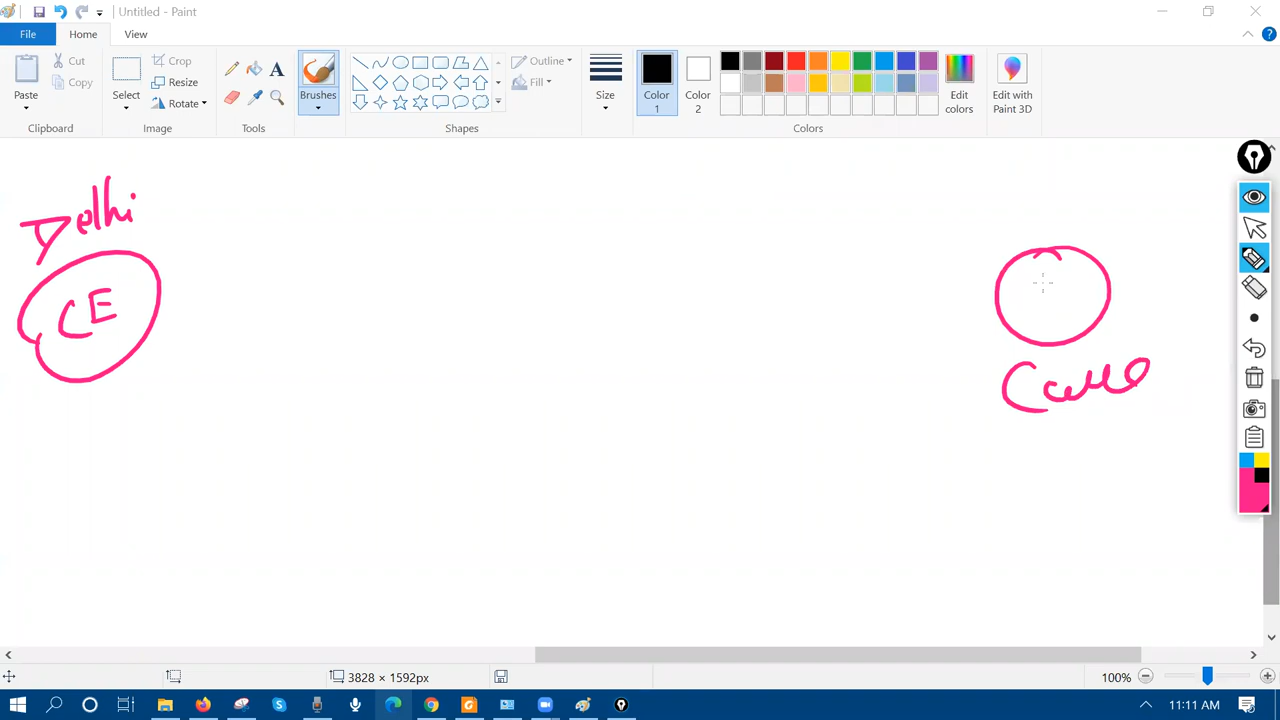 Untitled - Paint
File Home View
Paste
Cut
Copy
Clipboard
Select
Crop
Resize
Rotate
Image
Tools
Brushes
Outline
Fill
Shapes
Size
Color 1
Color 2
Edit colors
Colors
Edit with Paint 3D
Delhi
CE
3828 × 1592px
100%
11:11 AM